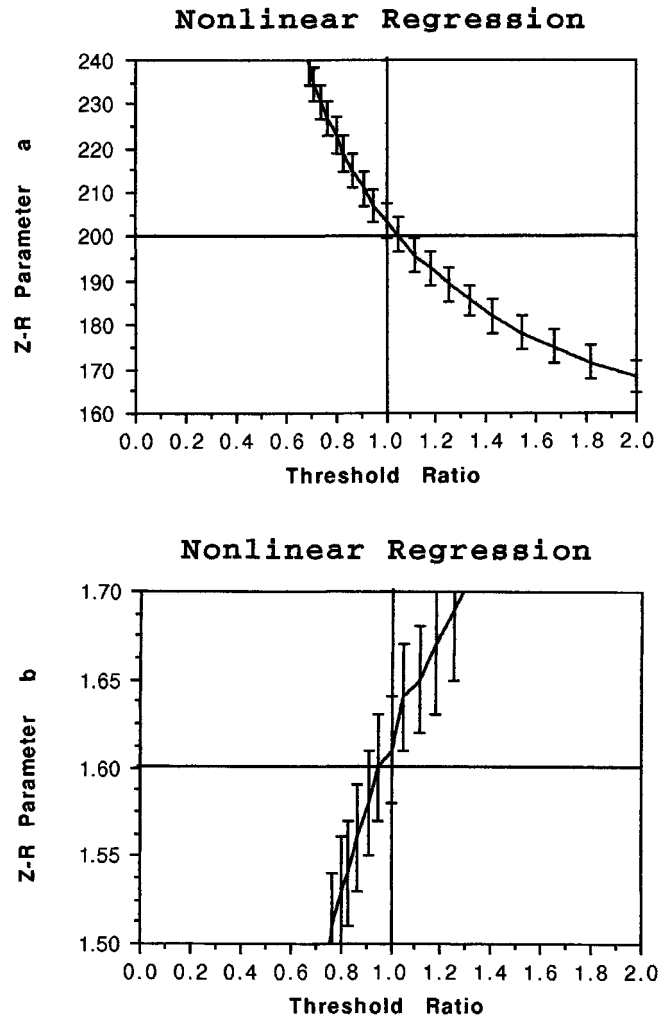 Nonlinear Regression
240
230
220
210
200
190
180
170
160
Z-R Parameter a
0.0 0.2 0.4 0.6 0.8 1.0 1.2 1.4 1.6 1.8 2.0
Threshold Ratio
Nonlinear Regression
1.70
1.65
1.60
1.55
1.50
Z-R Parameter b
0.0 0.2 0.4 0.6 0.8 1.0 1.2 1.4 1.6 1.8 2.0
Threshold Ratio